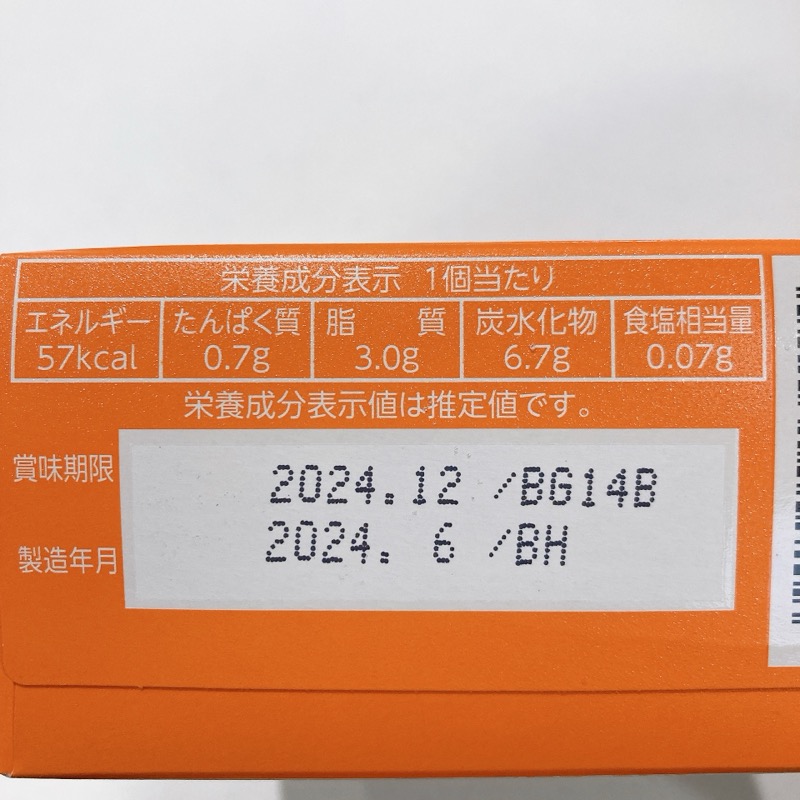 栄養成分表示 1個当たり
エネルギー たんぱく質 脂質 炭水化物 食塩相当量
57kcal 0.7g 3.0g 6.7g 0.07g
栄養成分表示値は推定値です。
賞味期限 2024.12 /BG14B
製造年月 2024. 6 /BH